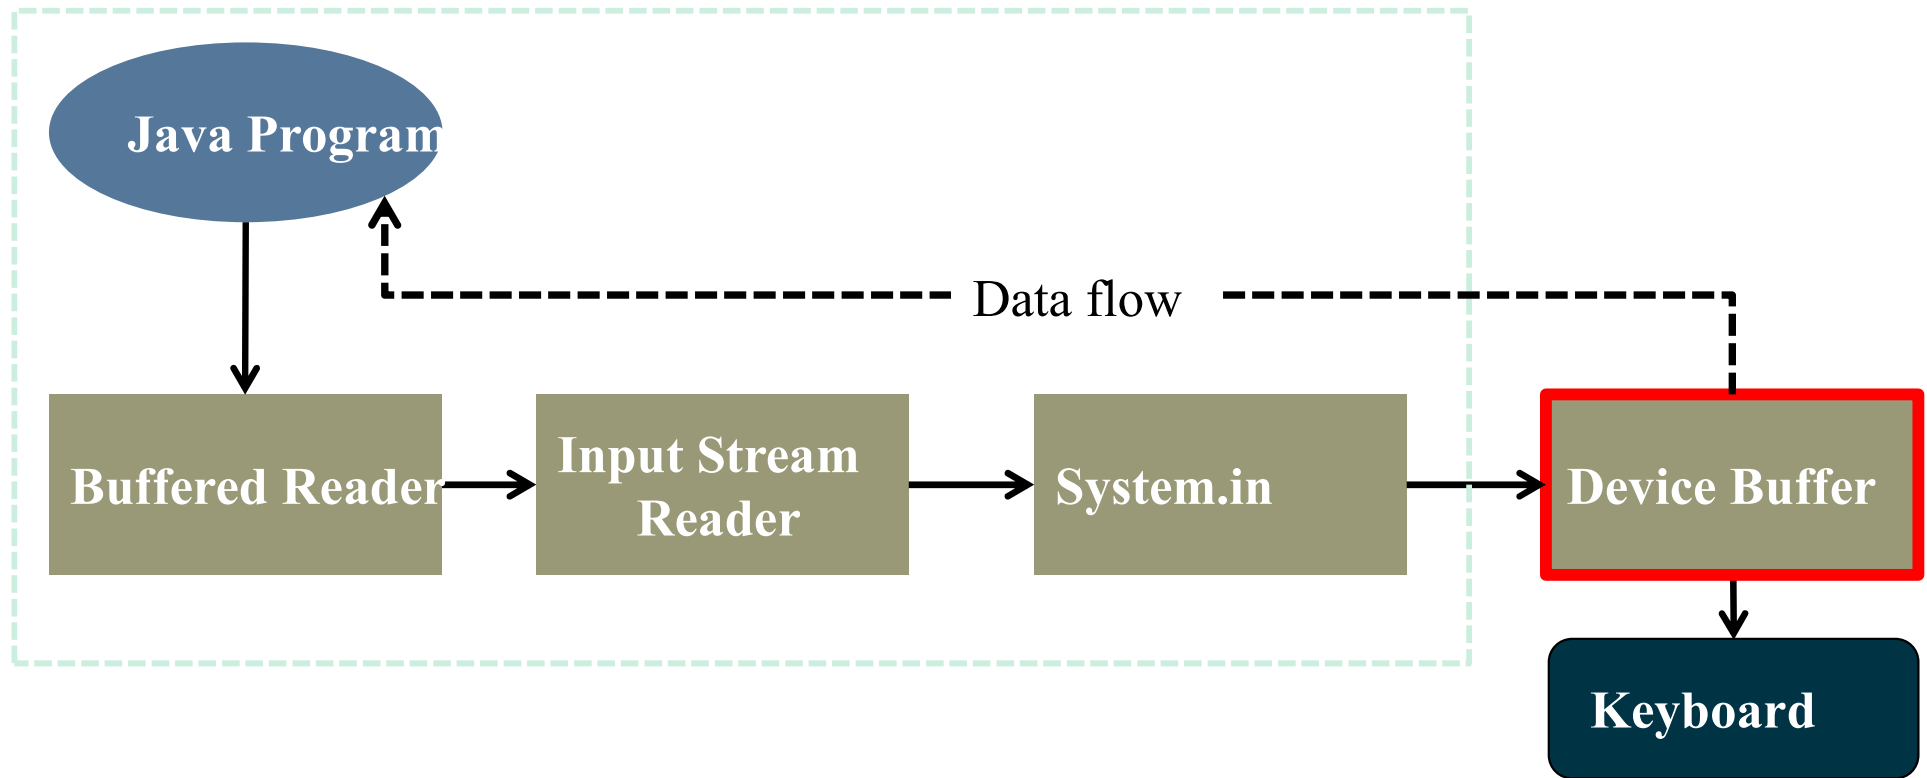 Java Program
Data flow
Buffered Reader
Input Stream
Reader
System.in
Device Buffer
Keyboard